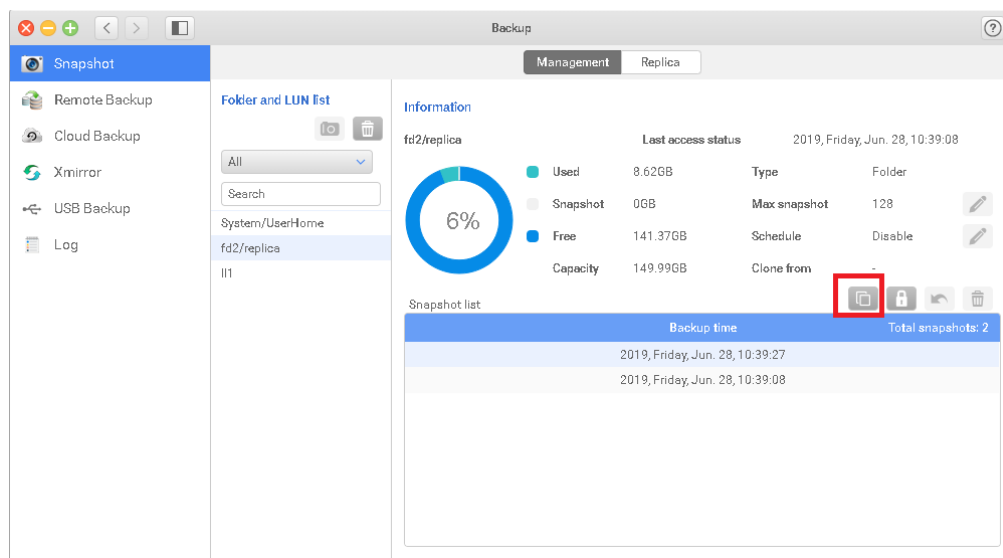 Backup
?
Snapshot
Remote Backup
Cloud Backup
Xmirror
USB Backup
Log
Management Replica
Folder and LUN list
All
Search
System/UserHome
fd2/replica
ll1
Information
fd2/replica Last access status 2019, Friday, Jun. 28, 10:39:08
6%
Used 8.62GB Type Folder
Snapshot 0GB Max snapshot 128
Free 141.37GB Schedule Disable
Capacity 149.99GB Clone from -
Snapshot list
Backup time Total snapshots: 2
2019, Friday, Jun. 28, 10:39:27
2019, Friday, Jun. 28, 10:39:08